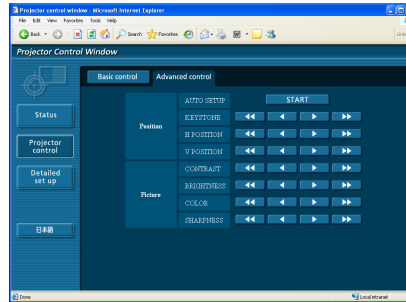 Projector control window - Microsoft Internet Explorer
File Edit View Favorites Tools Help
Back Search Favorites
Projector Control Window
Basic control Advanced control
Status
Projector control
Detailed set up
日本語
Position
AUTO SETUP START
KEYSTONE
H POSITION
V POSITION
Picture
CONTRAST
BRIGHTNESS
COLOR
SHARPNESS
Done Local intranet